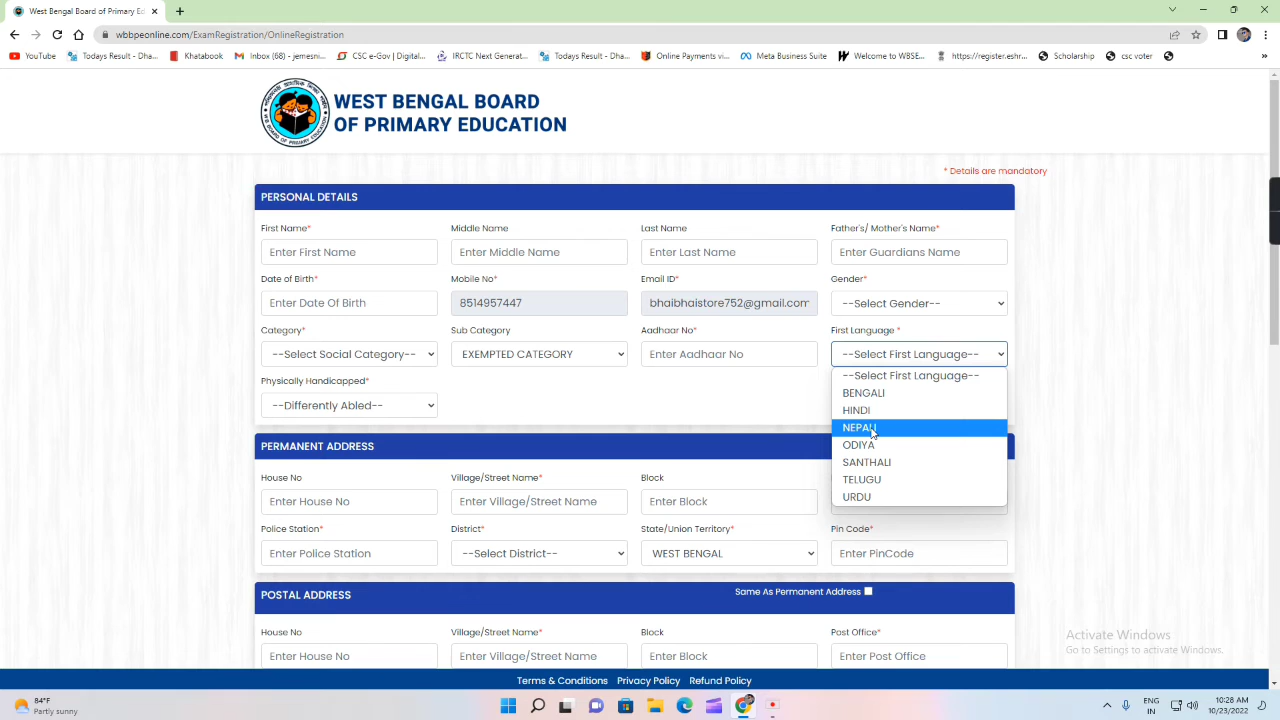 West Bengal Board of Primary Ed
wbbpeonline.com/ExamRegistration/OnlineRegistration
YouTube
Todays Result - Dha...
Khatabook
Inbox (68) - jemesni...
CSC e-Gov | Digital...
IRCTC Next Generat...
Todays Result - Dha...
Online Payments vi...
Meta Business Suite
Welcome to WBSE...
https://register.eshr...
Scholarship
csc voter
»
WEST BENGAL BOARD
OF PRIMARY EDUCATION
* Details are mandatory
PERSONAL DETAILS
First Name* Middle Name Last Name Father's/ Mother's Name*
Enter First Name Enter Middle Name Enter Last Name Enter Guardians Name
Date of Birth* Mobile No* Email ID* Gender*
Enter Date Of Birth 8514957447 bhaibhaistore752@gmail.com --Select Gender--
Category* Sub Category Aadhaar No* First Language *
--Select Social Category-- EXEMPTED CATEGORY Enter Aadhaar No --Select First Language--
Physically Handicapped*
--Differently Abled--
--Select First Language--
BENGALI
HINDI
NEPALI
ODIYA
SANTHALI
TELUGU
URDU
PERMANENT ADDRESS
House No Village/Street Name* Block
Enter House No Enter Village/Street Name Enter Block
Police Station* District* State/Union Territory* Pin Code*
Enter Police Station --Select District-- WEST BENGAL Enter PinCode
POSTAL ADDRESS Same As Permanent Address
House No Village/Street Name* Block Post Office*
Enter House No Enter Village/Street Name Enter Block Enter Post Office
Activate Windows
Go to Settings to activate Windows.
Terms & Conditions Privacy Policy Refund Policy
84°F
Partly sunny
ENG
IN
10:28 AM
10/23/2022